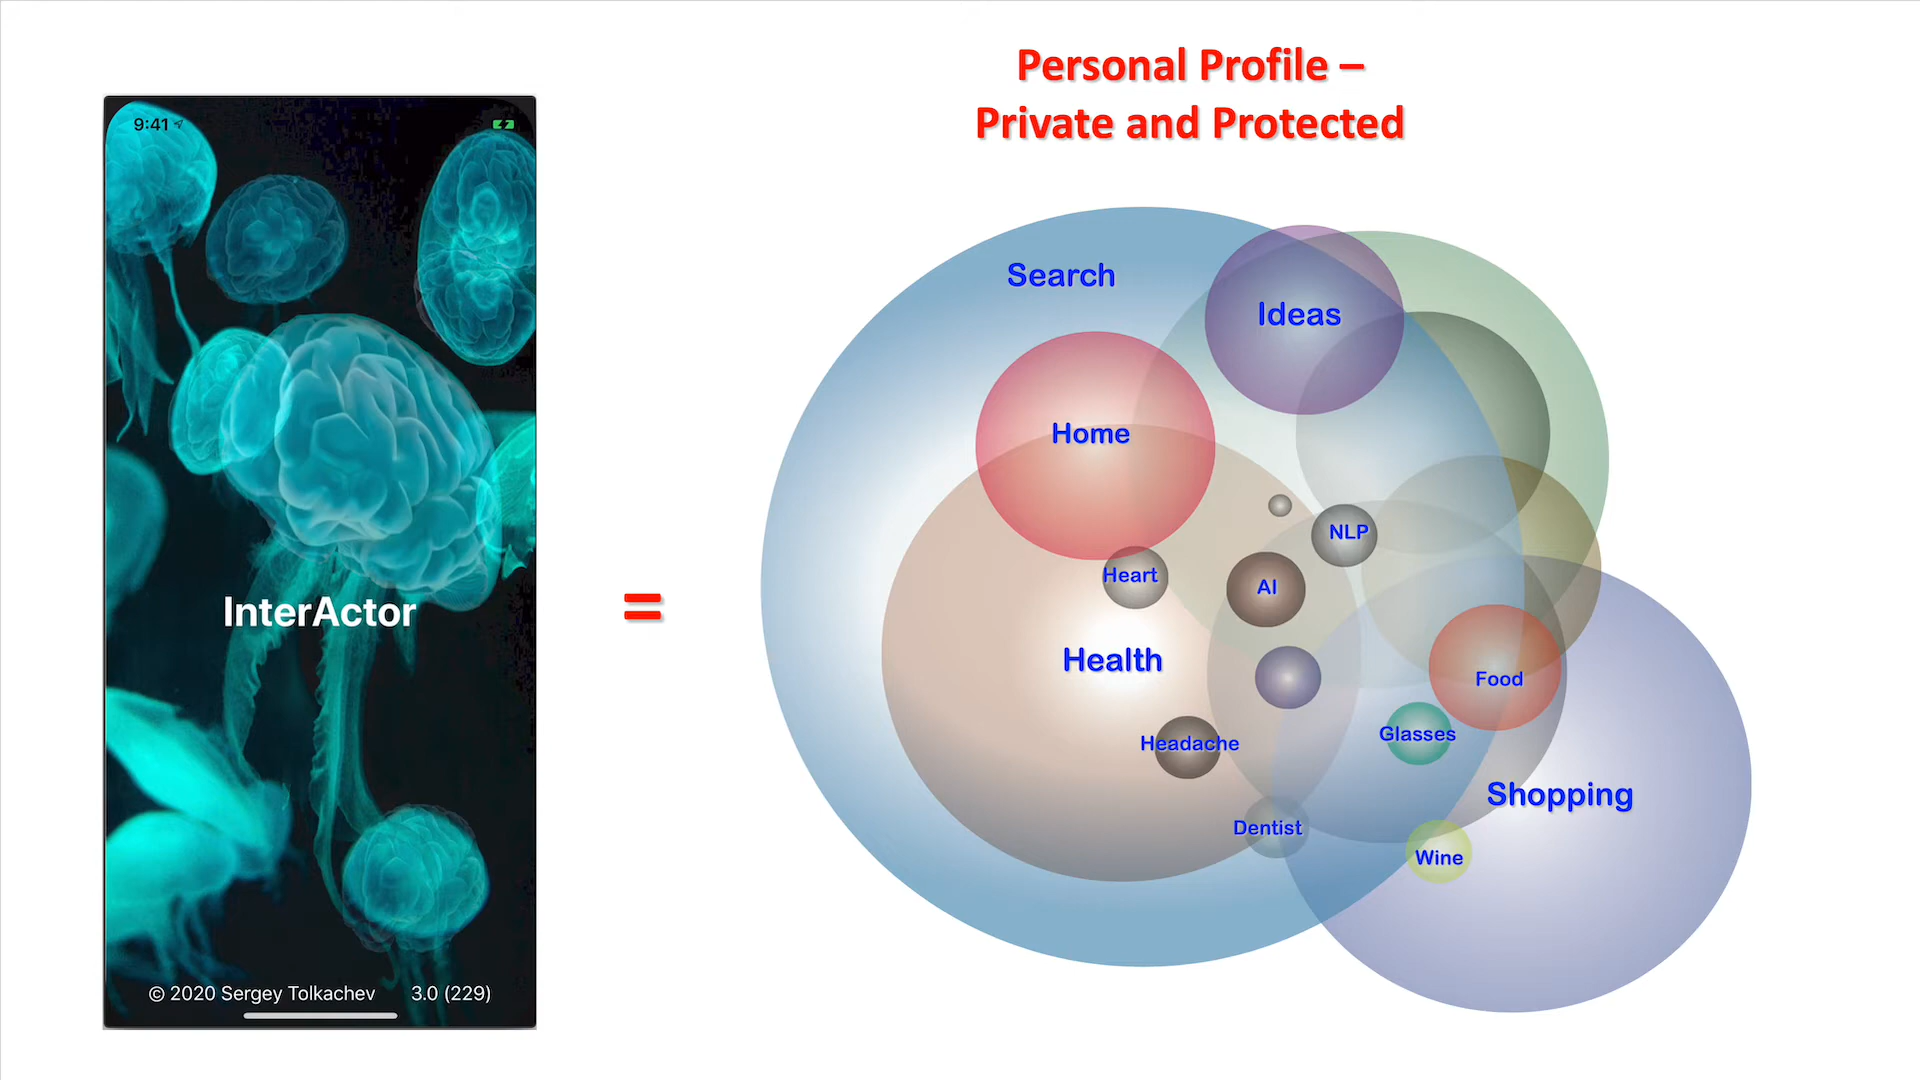 Personal Profile –
Private and Protected
9:41
InterActor
© 2020 Sergey Tolkachev 3.0 (229)
=
Search
Ideas
Home
NLP
Heart
AI
Health
Food
Glasses
Headache
Shopping
Dentist
Wine